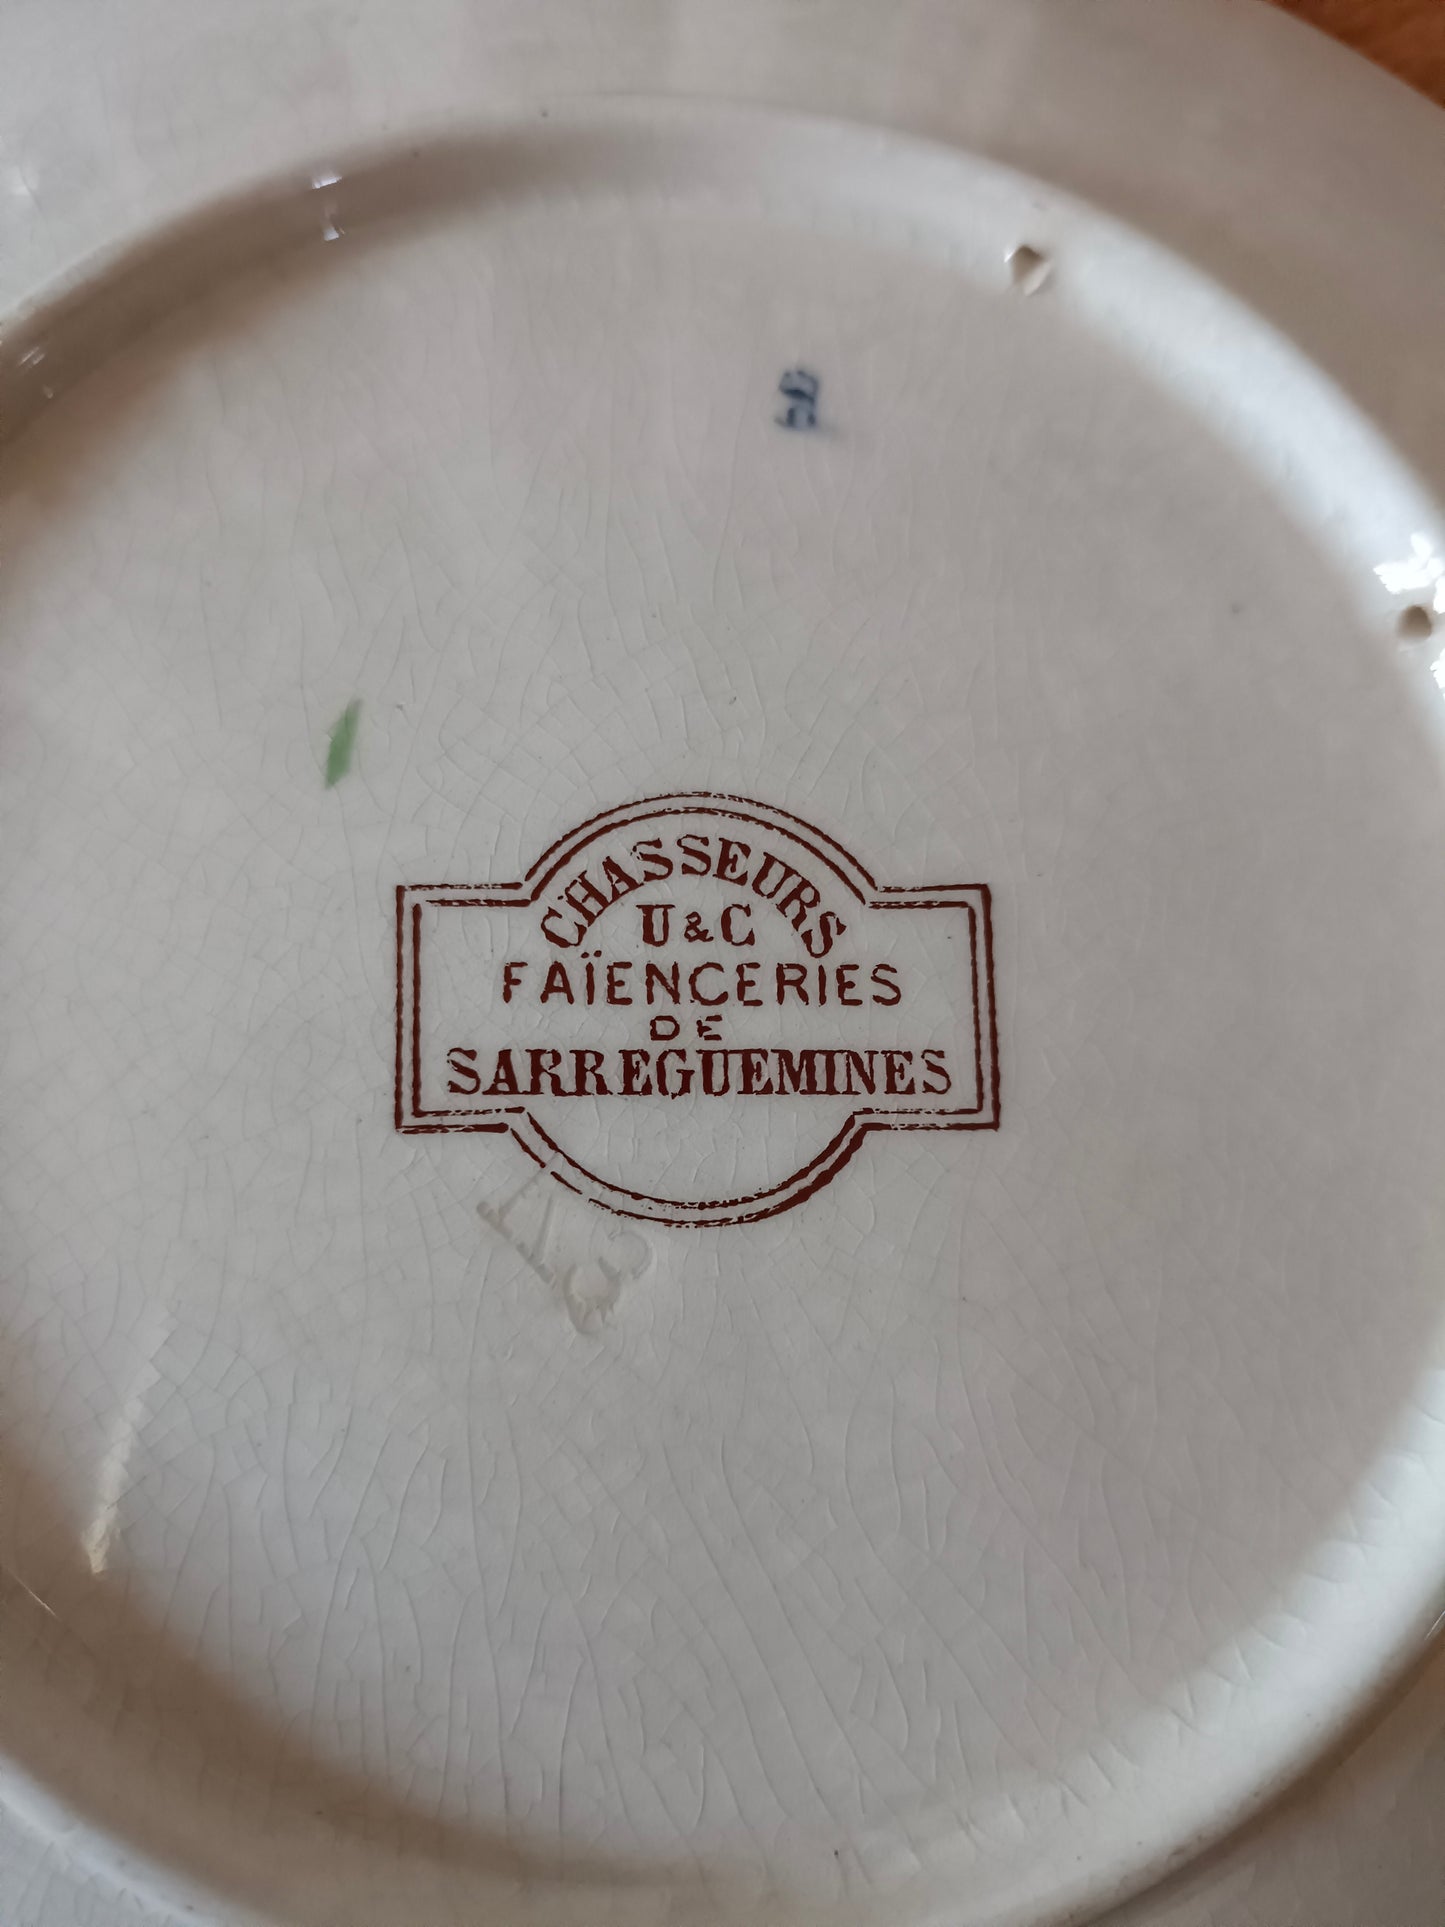 CHASSEURS
U & C
FAÏENCERIES
DE
SARREGUEMINES